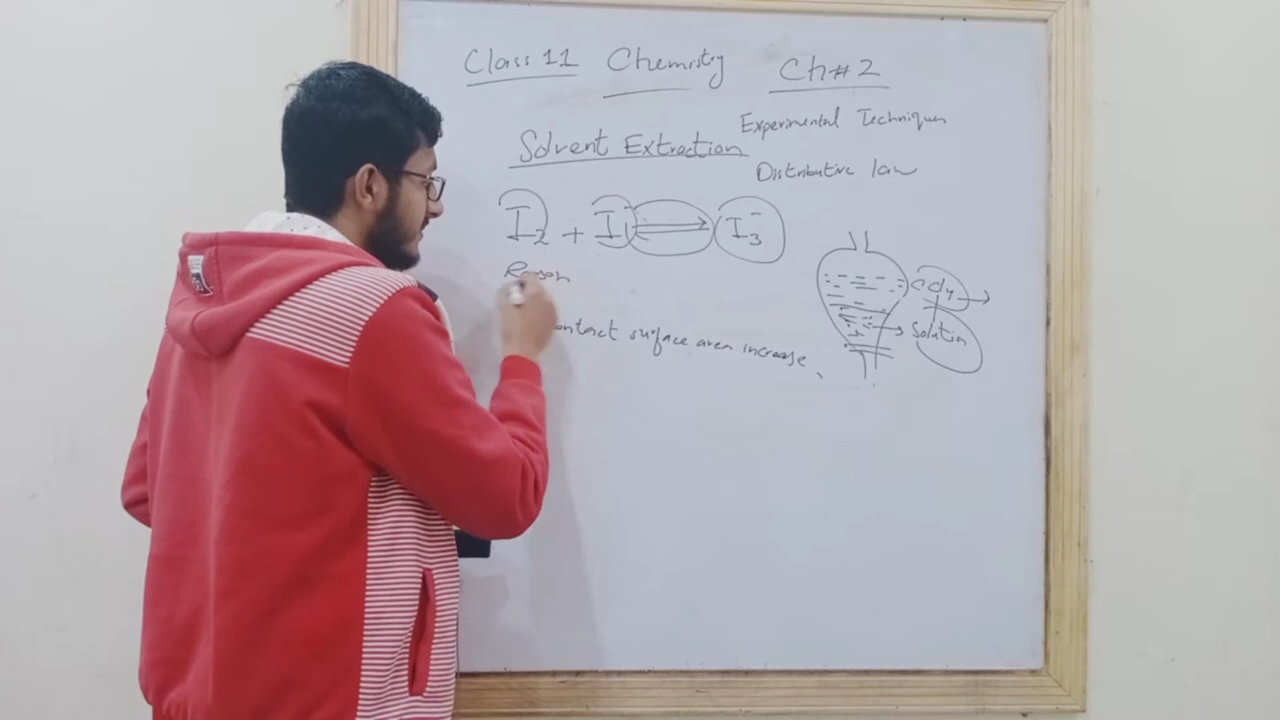 Class 11 Chemistry Ch#2
Experimental Techniques
Solvent Extraction
Distributive law
I₂ + I⁻ ⇌ I₃⁻
Reason
contact surface area increase
CCl₄
Solution